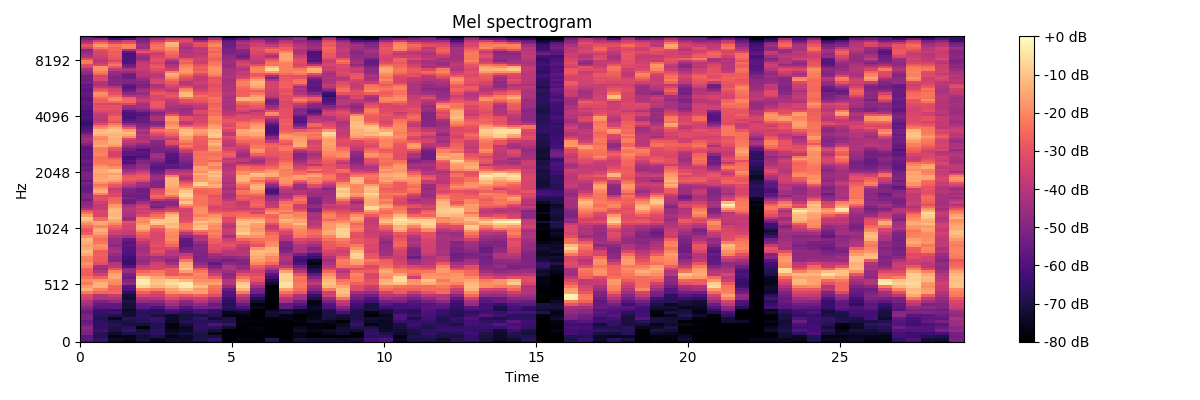 Mel spectrogram
Hz
8192
4096
2048
1024
512
0
0 5 10 15 20 25
Time
+0 dB
-10 dB
-20 dB
-30 dB
-40 dB
-50 dB
-60 dB
-70 dB
-80 dB